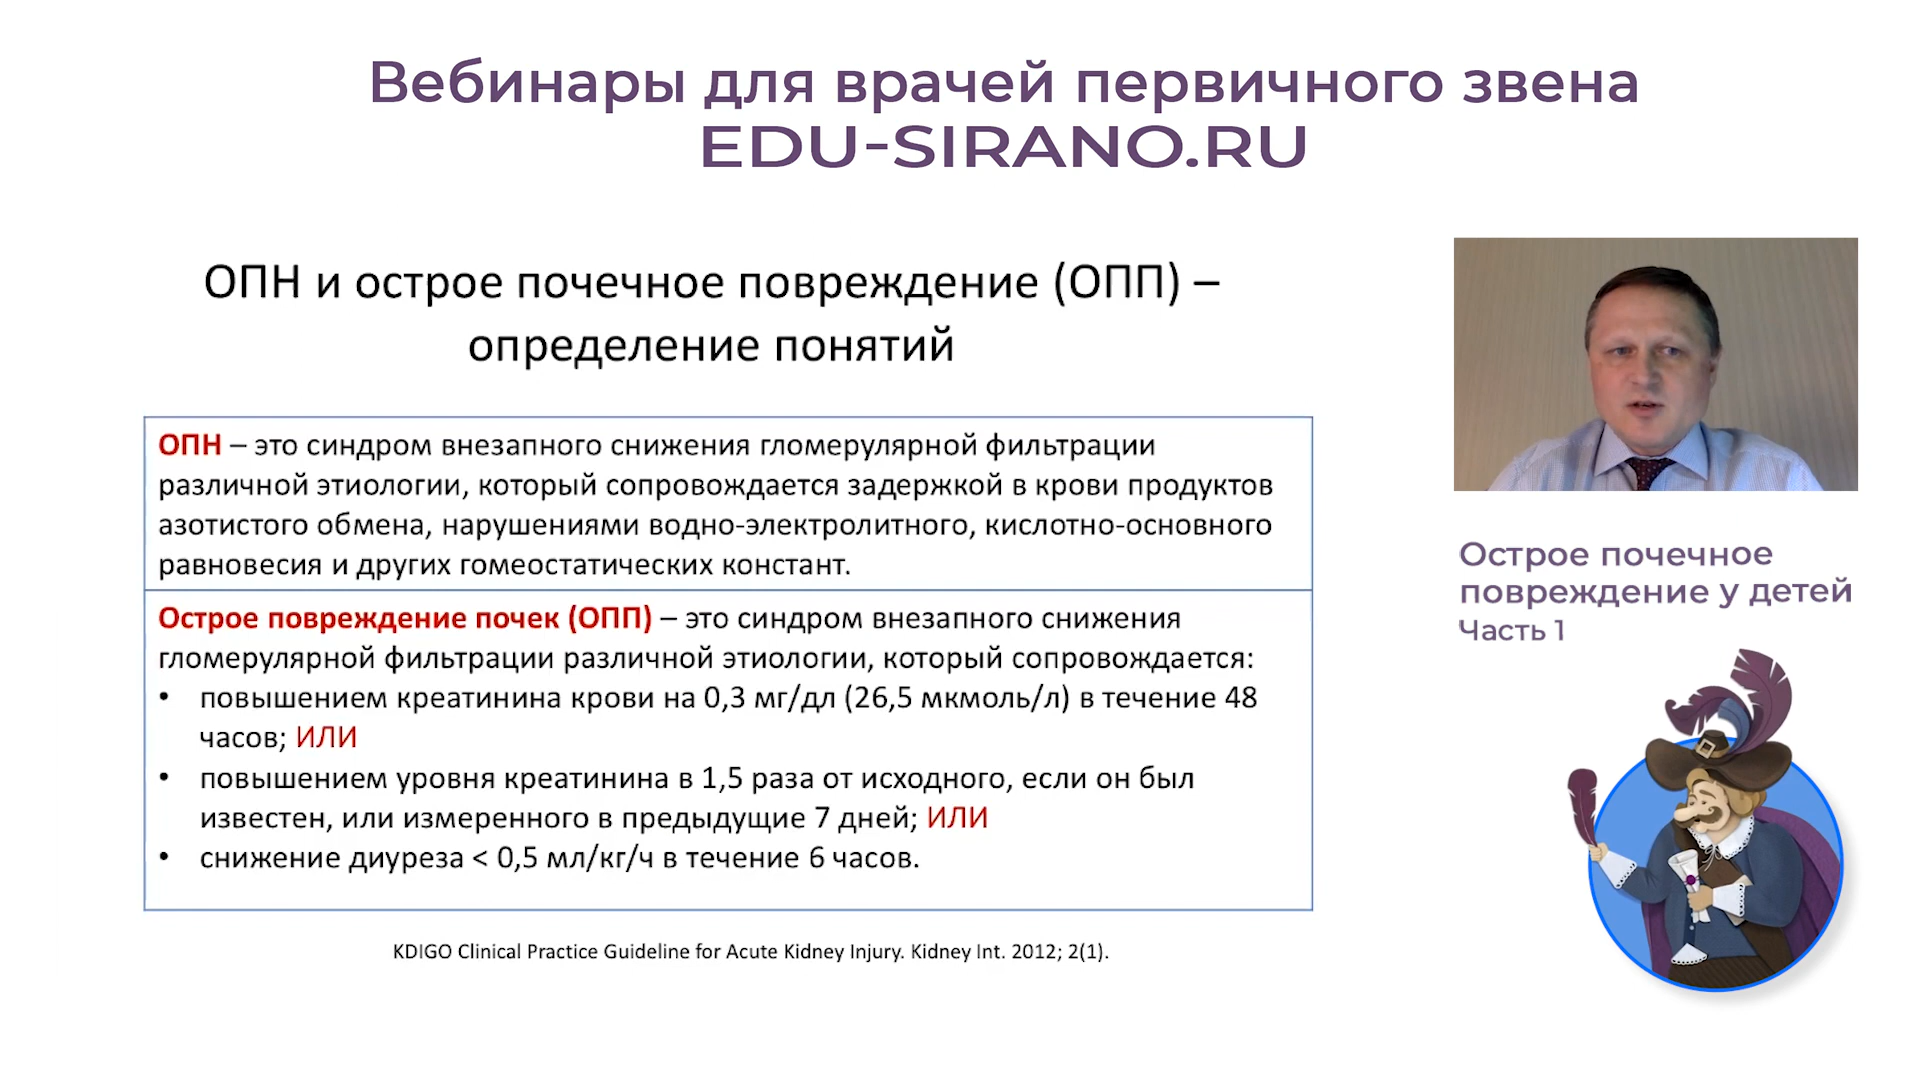 Вебинары для врачей первичного звена
EDU-SIRANO.RU
ОПН и острое почечное повреждение (ОПП) –
определение понятий
ОПН – это синдром внезапного снижения гломерулярной фильтрации
различной этиологии, который сопровождается задержкой в крови продуктов
азотистого обмена, нарушениями водно-электролитного, кислотно-основного
равновесия и других гомеостатических констант.
Острое повреждение почек (ОПП) – это синдром внезапного снижения
гломерулярной фильтрации различной этиологии, который сопровождается:
• повышением креатинина крови на 0,3 мг/дл (26,5 мкмоль/л) в течение 48
часов; ИЛИ
• повышением уровня креатинина в 1,5 раза от исходного, если он был
известен, или измеренного в предыдущие 7 дней; ИЛИ
• снижение диуреза < 0,5 мл/кг/ч в течение 6 часов.
KDIGO Clinical Practice Guideline for Acute Kidney Injury. Kidney Int. 2012; 2(1).
Острое почечное
повреждение у детей
Часть 1